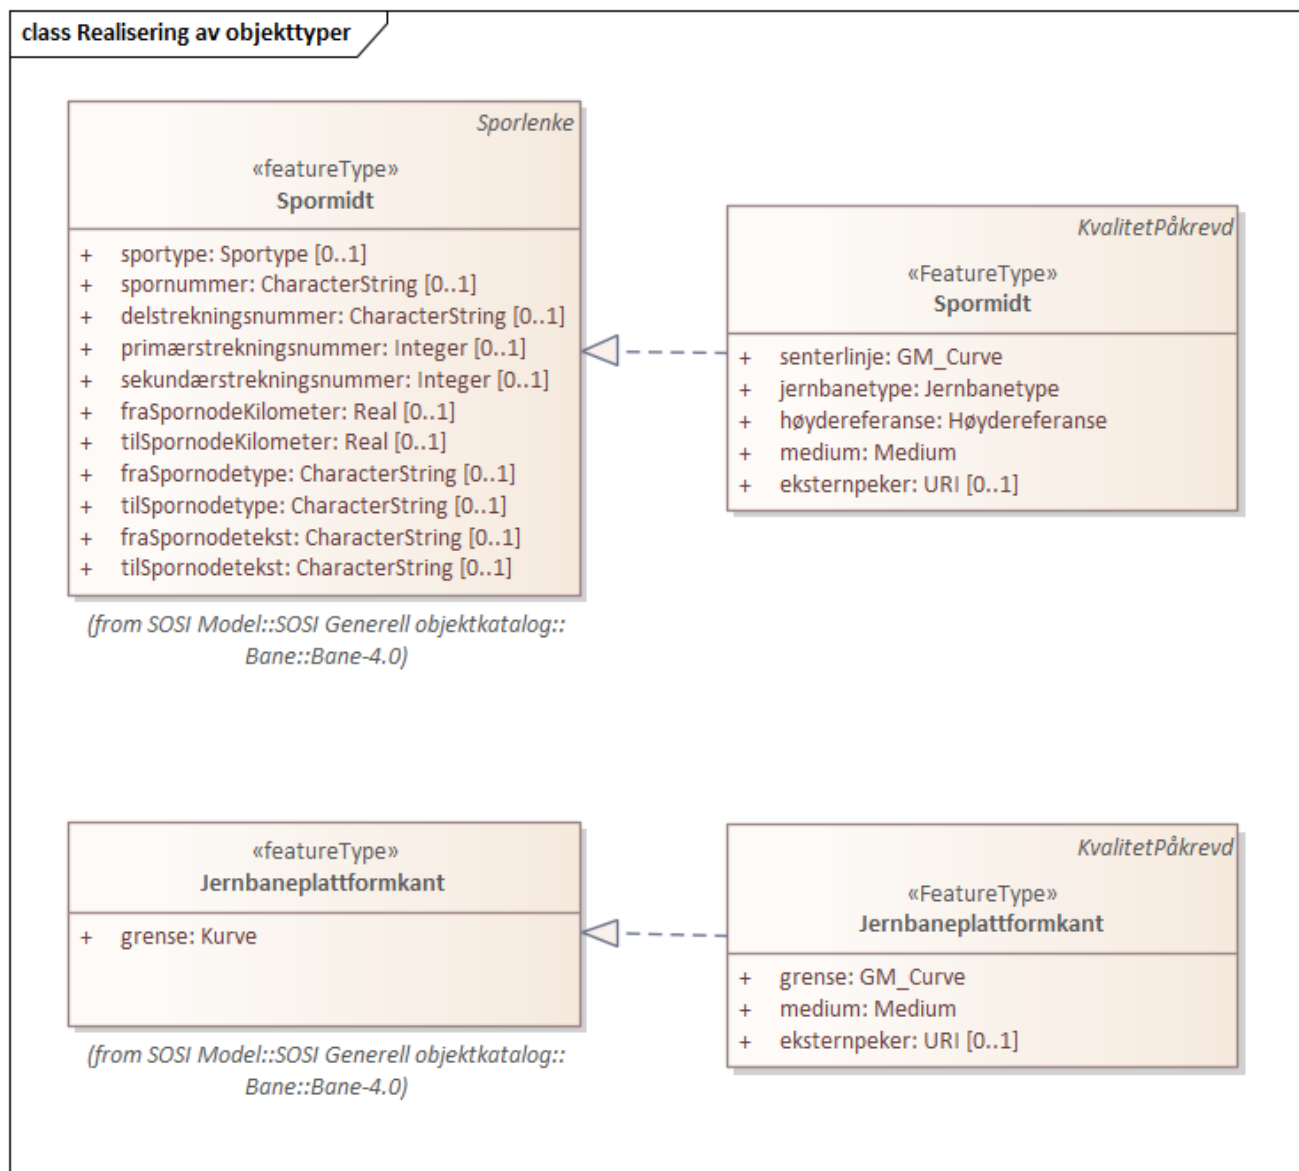 class Realisering av objekttyper
Sporlenke
«featureType»
Spormidt
+ sportype: Sportype [0..1]
+ spornummer: CharacterString [0..1]
+ delstrekningsnummer: CharacterString [0..1]
+ primærstrekningsnummer: Integer [0..1]
+ sekundærstrekningsnummer: Integer [0..1]
+ fraSpornodeKilometer: Real [0..1]
+ tilSpornodeKilometer: Real [0..1]
+ fraSpornodetype: CharacterString [0..1]
+ tilSpornodetype: CharacterString [0..1]
+ fraSpornodetekst: CharacterString [0..1]
+ tilSpornodetekst: CharacterString [0..1]
(from SOSI Model::SOSI Generell objektkatalog::
Bane::Bane-4.0)
KvalitetPåkrevd
«FeatureType»
Spormidt
+ senterlinje: GM_Curve
+ jernbanetype: Jernbanetype
+ høydereferanse: Høydereferanse
+ medium: Medium
+ eksternpeker: URI [0..1]
«featureType»
Jernbaneplattformkant
+ grense: Kurve
(from SOSI Model::SOSI Generell objektkatalog::
Bane::Bane-4.0)
KvalitetPåkrevd
«FeatureType»
Jernbaneplattformkant
+ grense: GM_Curve
+ medium: Medium
+ eksternpeker: URI [0..1]